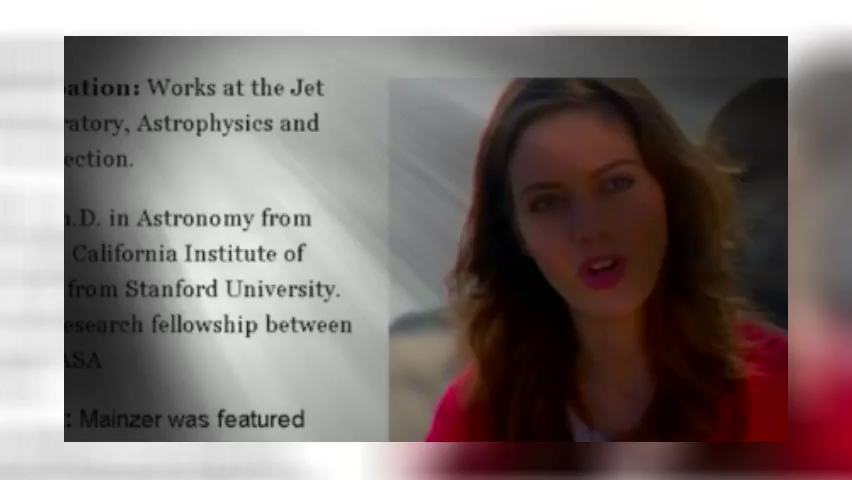 ation: Works at the Jet
ratory, Astrophysics and
ection.
.D. in Astronomy from
California Institute of
from Stanford University.
esearch fellowship between
ASA
: Mainzer was featured